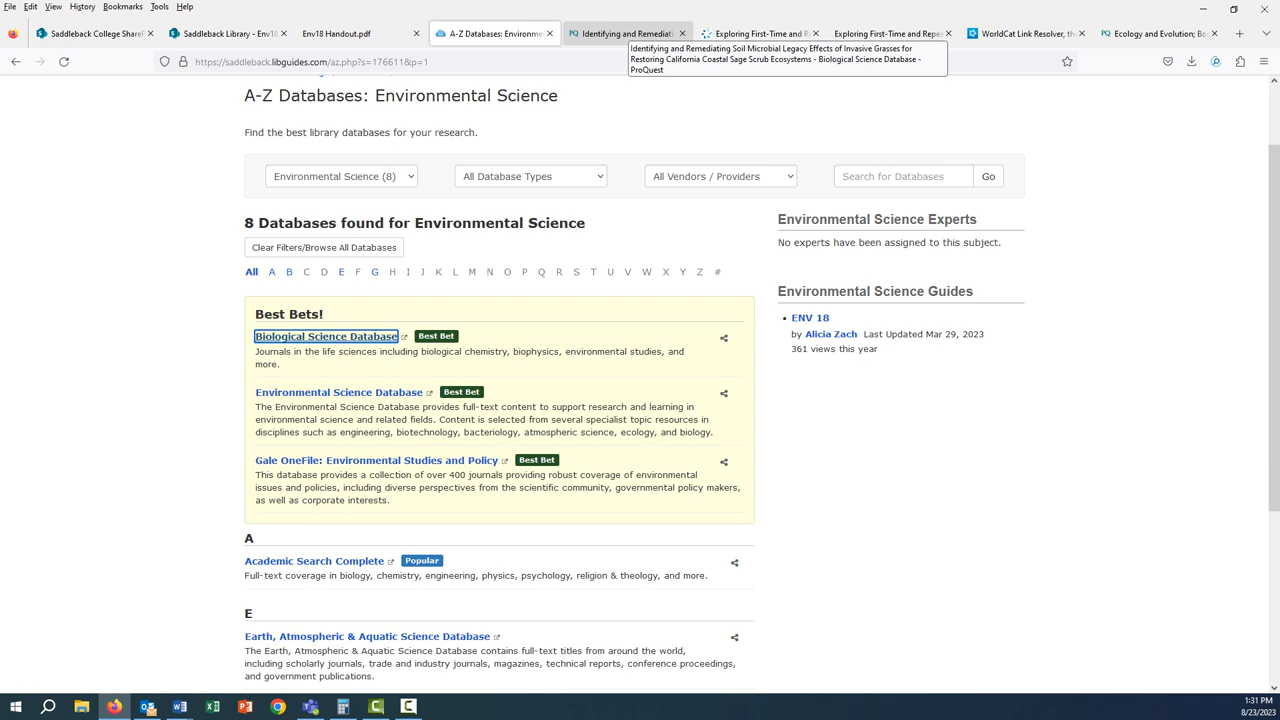 File Edit View History Bookmarks Tools Help
Saddleback College ShareP
Saddleback Library - Env18
Env18 Handout.pdf
A-Z Databases: Environmen
Identifying and Remediati
Exploring First-Time and R
Exploring First-Time and Repea
WorldCat Link Resolver, the
PQ Ecology and Evolution; Bo
https://saddleback.libguides.com/az.php?s=176611&p=1
Identifying and Remediating Soil Microbial Legacy Effects of Invasive Grasses for
Restoring California Coastal Sage Scrub Ecosystems - Biological Science Database -
ProQuest
A-Z Databases: Environmental Science
Find the best library databases for your research.
Environmental Science (8)
All Database Types
All Vendors / Providers
Search for Databases
Go
8 Databases found for Environmental Science
Clear Filters/Browse All Databases
All A B C D E F G H I J K L M N O P Q R S T U V W X Y Z #
Best Bets!
Biological Science Database Best Bet
Journals in the life sciences including biological chemistry, biophysics, environmental studies, and
more.
Environmental Science Database Best Bet
The Environmental Science Database provides full-text content to support research and learning in
environmental science and related fields. Content is selected from several specialist topic resources in
disciplines such as engineering, biotechnology, bacteriology, atmospheric science, ecology, and biology.
Gale OneFile: Environmental Studies and Policy Best Bet
This database provides a collection of over 400 journals providing robust coverage of environmental
issues and policies, including diverse perspectives from the scientific community, governmental policy makers,
as well as corporate interests.
A
Academic Search Complete Popular
Full-text coverage in biology, chemistry, engineering, physics, psychology, religion & theology, and more.
E
Earth, Atmospheric & Aquatic Science Database
The Earth, Atmospheric & Aquatic Science Database contains full-text titles from around the world,
including scholarly journals, trade and industry journals, magazines, technical reports, conference proceedings,
and government publications.
Environmental Science Experts
No experts have been assigned to this subject.
Environmental Science Guides
• ENV 18
by Alicia Zach Last Updated Mar 29, 2023
361 views this year
1:31 PM
8/23/2023